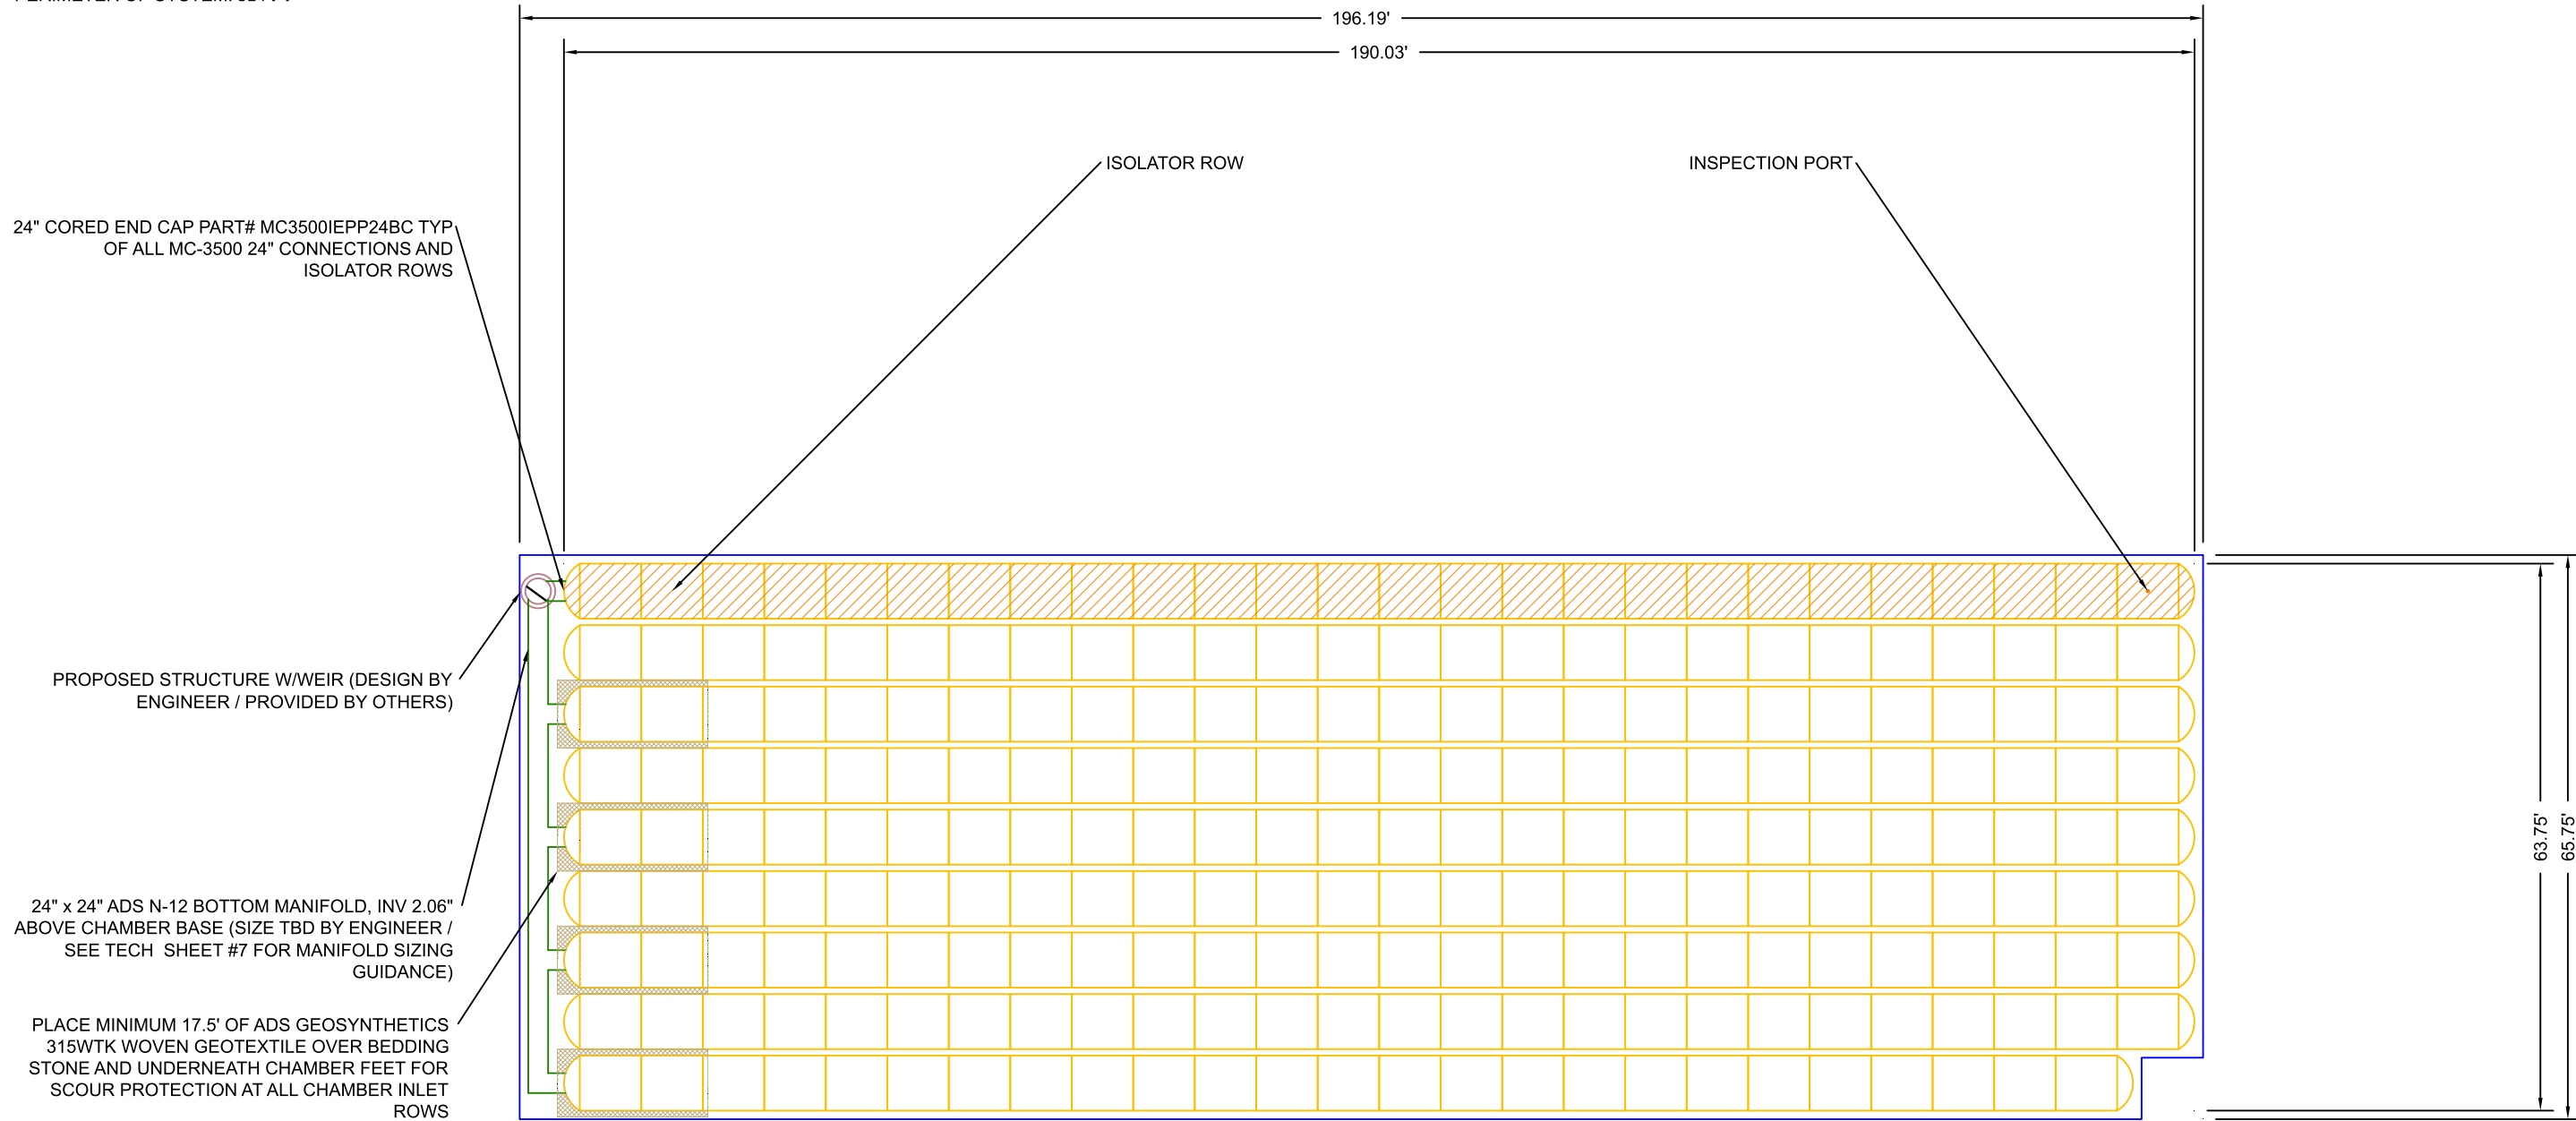 196.19'
190.03'
ISOLATOR ROW
INSPECTION PORT
24" CORED END CAP PART# MC3500IEPP24BC TYP
OF ALL MC-3500 24" CONNECTIONS AND
ISOLATOR ROWS
PROPOSED STRUCTURE W/WEIR (DESIGN BY
ENGINEER / PROVIDED BY OTHERS)
63.75'
65.75'
24" x 24" ADS N-12 BOTTOM MANIFOLD, INV 2.06"
ABOVE CHAMBER BASE (SIZE TBD BY ENGINEER /
SEE TECH SHEET #7 FOR MANIFOLD SIZING
GUIDANCE)
PLACE MINIMUM 17.5' OF ADS GEOSYNTHETICS
315WTK WOVEN GEOTEXTILE OVER BEDDING
STONE AND UNDERNEATH CHAMBER FEET FOR
SCOUR PROTECTION AT ALL CHAMBER INLET
ROWS